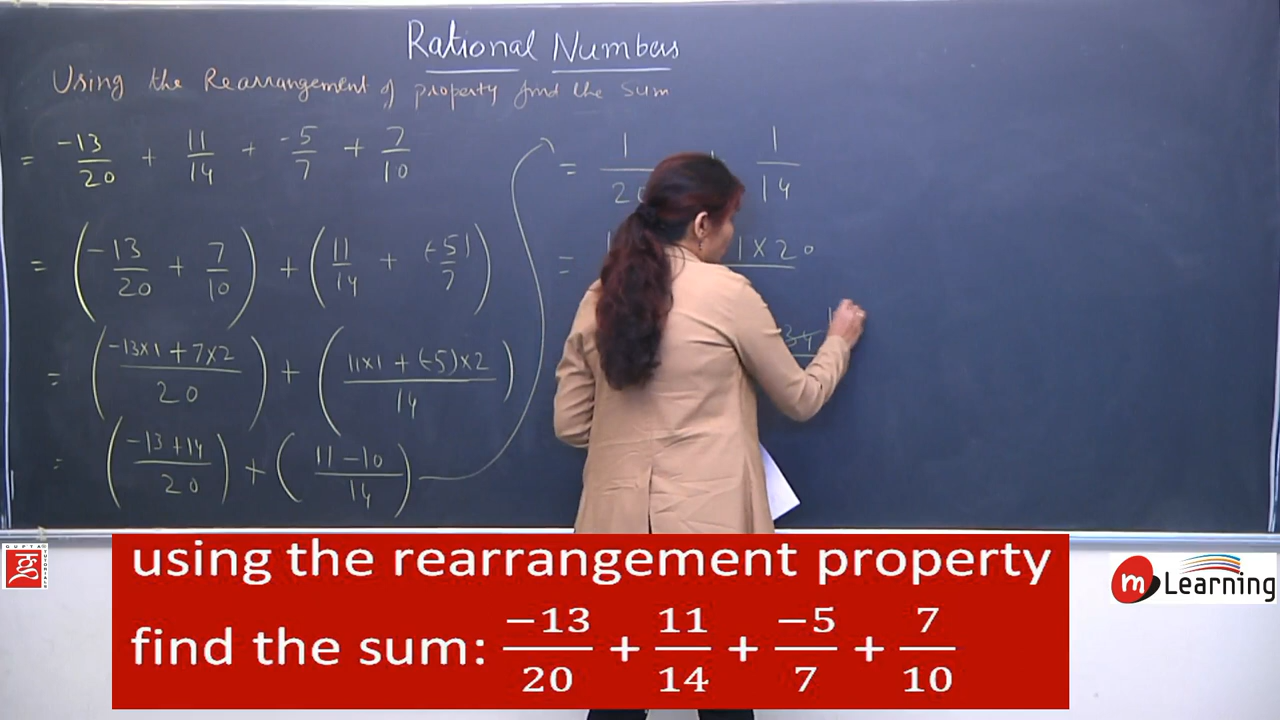 Rational Numbers
Using the Rearrangement of property find the sum
= -13/20 + 11/14 + -5/7 + 7/10
= (-13/20 + 7/10) + (11/14 + (-5)/7)
= (-13×1 + 7×2/20) + (11×1 + (-5)×2/14)
= (-13+14/20) + (11-10/14)
= 1/20 1/14
= 1×20
34
using the rearrangement property
find the sum: −13/20 + 11/14 + −5/7 + 7/10
GUPTA TUTORIAL
m Learning